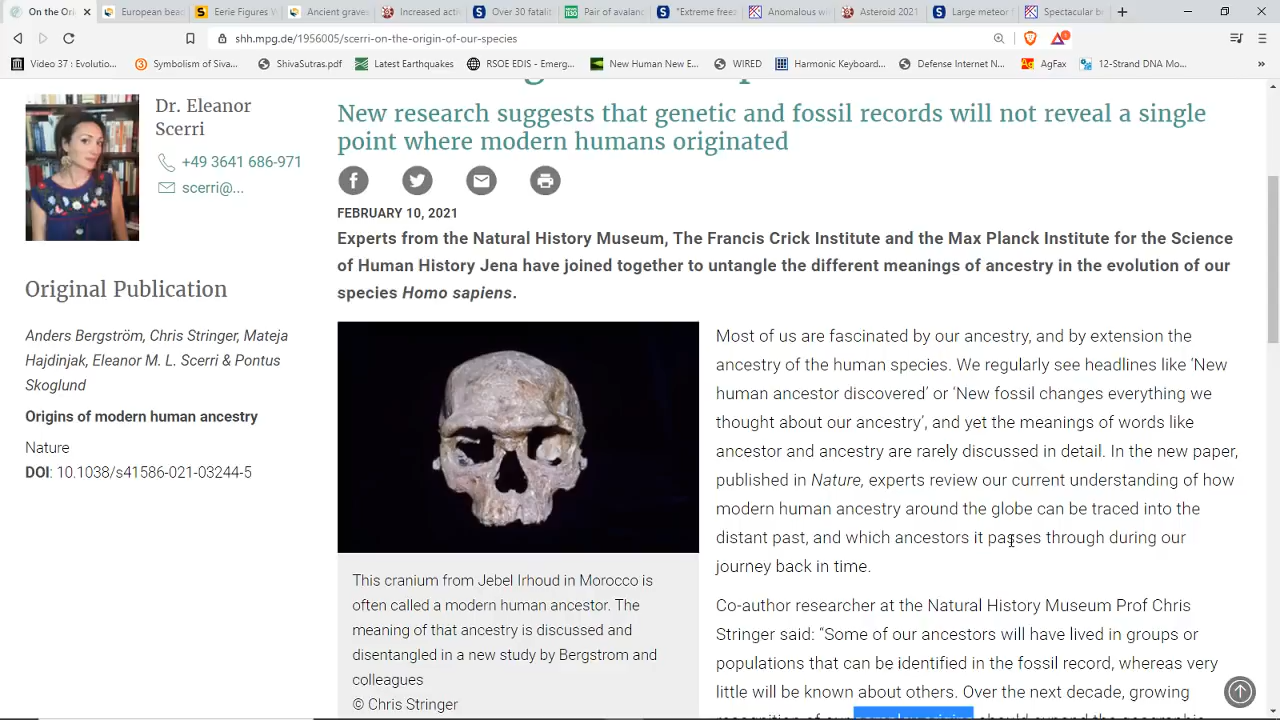 On the Ori
European bea
Eerie Figures V
Ancient grave
Increased acti
Over 30 fatalit
Pair of avalan
"Extreme freez
Anomalous wi
Asteroid 2021
Large meteor f
Spectacular b
shh.mpg.de/1956005/scerri-on-the-origin-of-our-species
Video 37 : Evolutio...
Symbolism of Siva...
ShivaSutras.pdf
Latest Earthquakes
RSOE EDIS - Emerg...
New Human New E...
WIRED
Harmonic Keyboard...
Defense Internet N...
AgFax
12-Strand DNA Mo...
Dr. Eleanor
Scerri
+49 3641 686-971
scerri@...
Original Publication
Anders Bergström, Chris Stringer, Mateja
Hajdinjak, Eleanor M. L. Scerri & Pontus
Skoglund
Origins of modern human ancestry
Nature
DOI: 10.1038/s41586-021-03244-5
New research suggests that genetic and fossil records will not reveal a single
point where modern humans originated
FEBRUARY 10, 2021
Experts from the Natural History Museum, The Francis Crick Institute and the Max Planck Institute for the Science
of Human History Jena have joined together to untangle the different meanings of ancestry in the evolution of our
species Homo sapiens.
This cranium from Jebel Irhoud in Morocco is
often called a modern human ancestor. The
meaning of that ancestry is discussed and
disentangled in a new study by Bergstrom and
colleagues
© Chris Stringer
Most of us are fascinated by our ancestry, and by extension the
ancestry of the human species. We regularly see headlines like ‘New
human ancestor discovered’ or ‘New fossil changes everything we
thought about our ancestry’, and yet the meanings of words like
ancestor and ancestry are rarely discussed in detail. In the new paper,
published in Nature, experts review our current understanding of how
modern human ancestry around the globe can be traced into the
distant past, and which ancestors it passes through during our
journey back in time.
Co-author researcher at the Natural History Museum Prof Chris
Stringer said: “Some of our ancestors will have lived in groups or
populations that can be identified in the fossil record, whereas very
little will be known about others. Over the next decade, growing